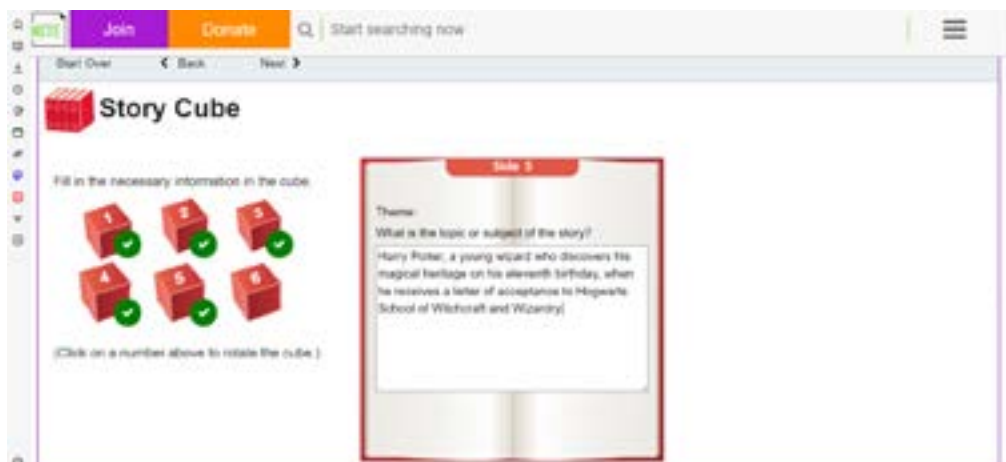 Join
Donate
Start searching now
Start Over
Back
Next
Story Cube
Fill in the necessary information in the cube.
1
2
3
4
5
6
(Click on a number above to rotate the cube.)
Side 5
Theme:
What is the topic or subject of the story?
Harry Potter, a young wizard who discovers his
magical heritage on his eleventh birthday, when
he receives a letter of acceptance to Hogwarts
School of Witchcraft and Wizardry